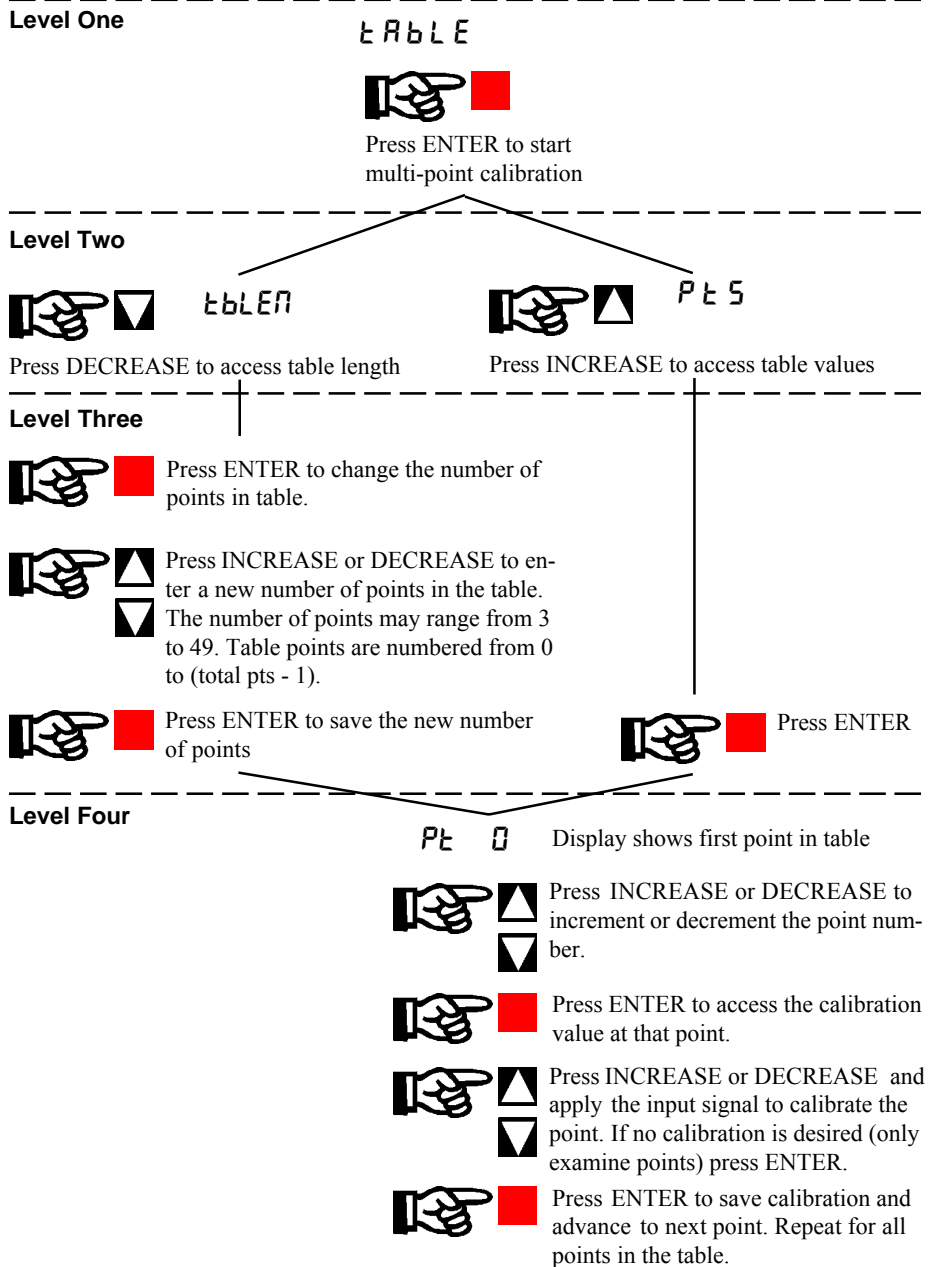 Level One
tAbLE
Press ENTER to start
multi-point calibration
Level Two
tbLEn
Press DECREASE to access table length
PtS
Press INCREASE to access table values
Level Three
Press ENTER to change the number of
points in table.
Press INCREASE or DECREASE to en-
ter a new number of points in the table.
The number of points may range from 3
to 49. Table points are numbered from 0
to (total pts - 1).
Press ENTER to save the new number
of points
Press ENTER
Level Four
Pt 0 Display shows first point in table
Press INCREASE or DECREASE to
increment or decrement the point num-
ber.
Press ENTER to access the calibration
value at that point.
Press INCREASE or DECREASE and
apply the input signal to calibrate the
point. If no calibration is desired (only
examine points) press ENTER.
Press ENTER to save calibration and
advance to next point. Repeat for all
points in the table.